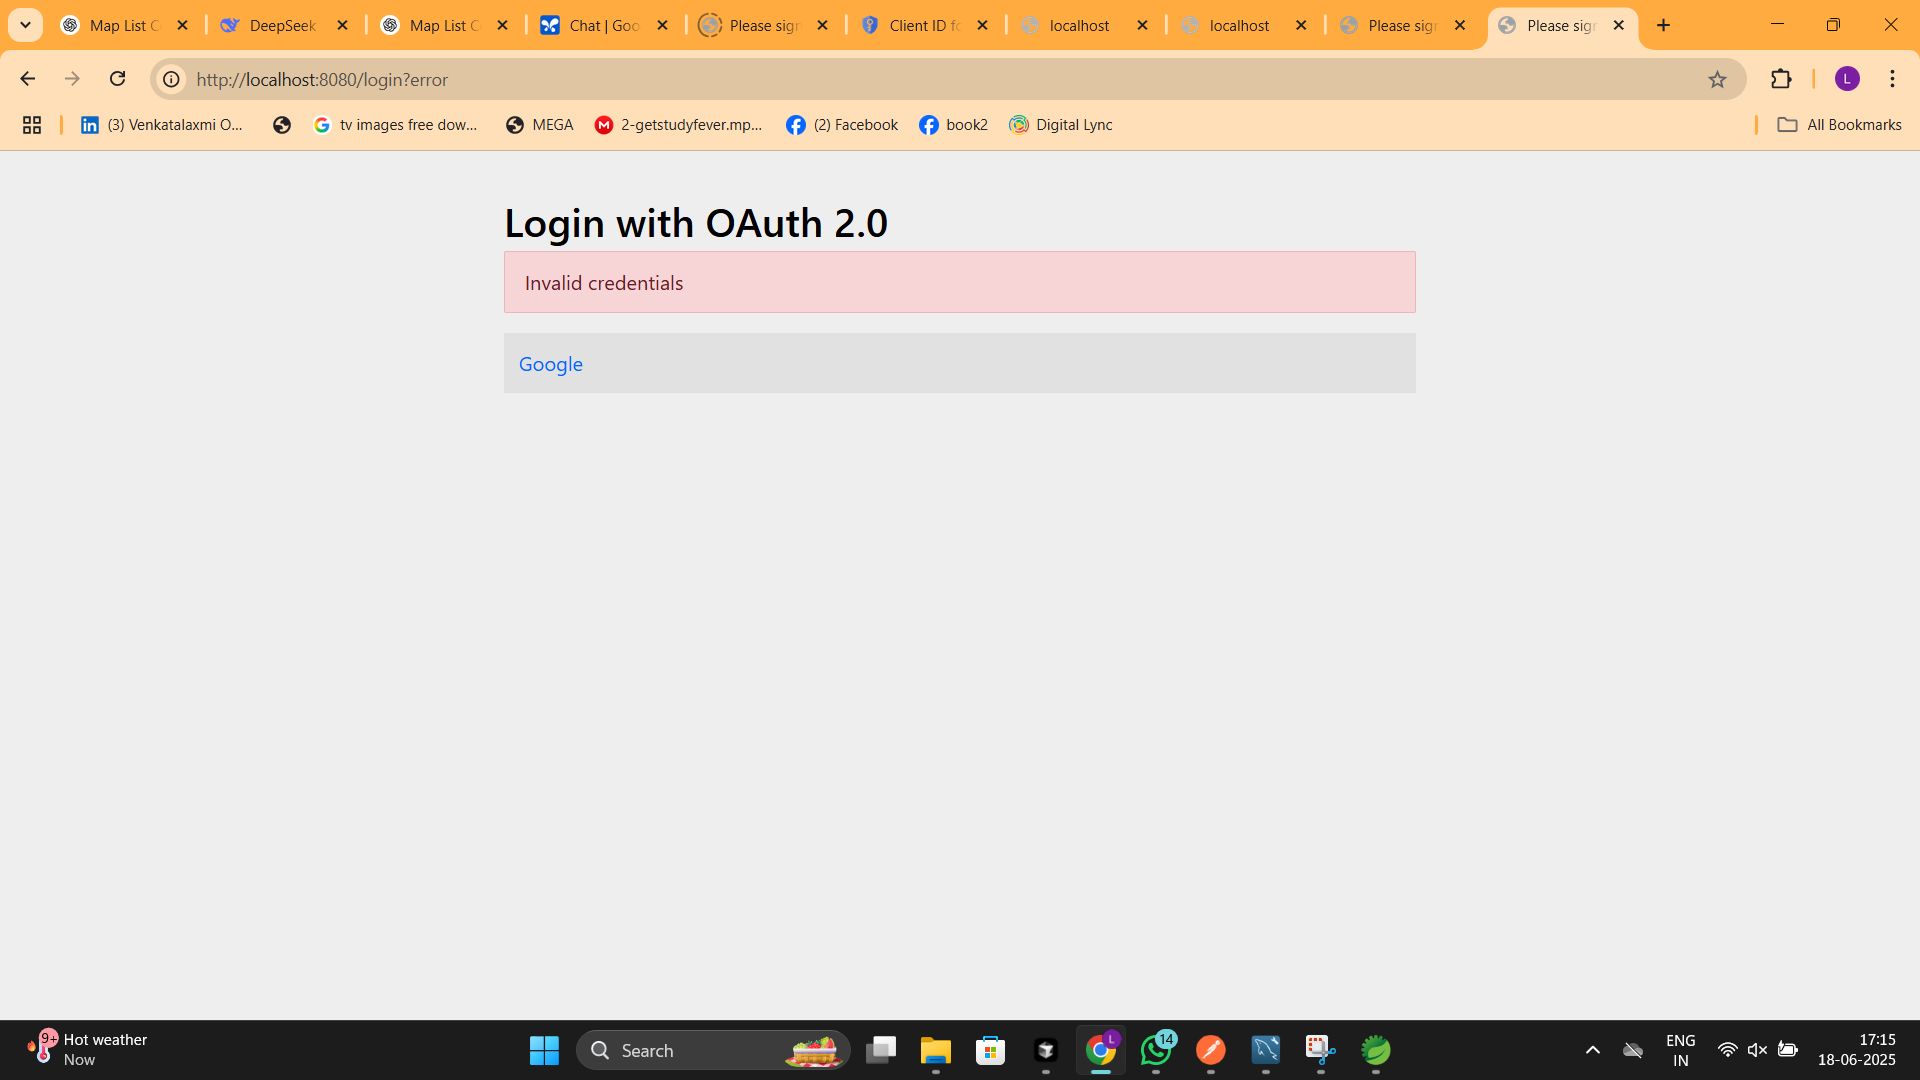 Map List C
DeepSeek
Map List C
Chat | Goo
Please sign
Client ID fo
localhost
localhost
Please sign
Please sign
http://localhost:8080/login?error
L
(3) Venkatalaxmi O...
tv images free dow...
MEGA
2-getstudyfever.mp...
(2) Facebook
book2
Digital Lync
All Bookmarks
Login with OAuth 2.0
Invalid credentials
Google
9+
Hot weather
Now
Search
L
14
ENG
IN
17:15
18-06-2025